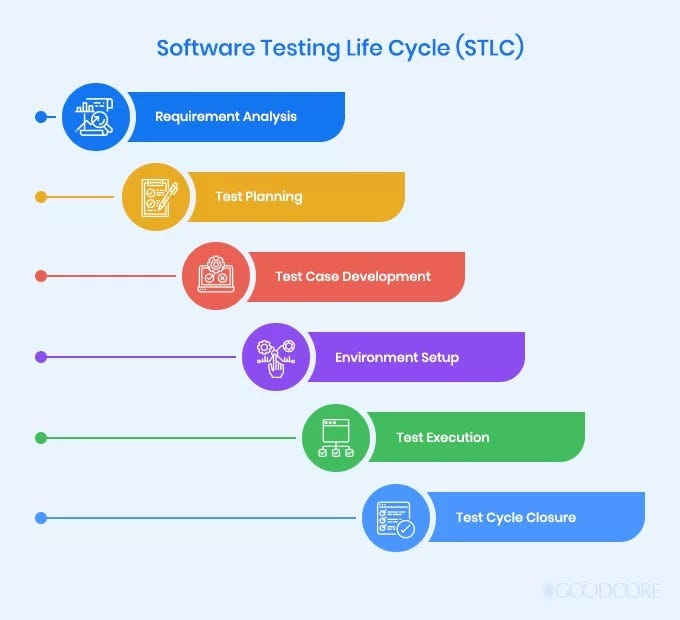 Software Testing Life Cycle (STLC)
Requirement Analysis
Test Planning
Test Case Development
Environment Setup
Test Execution
Test Cycle Closure
GOODCORE